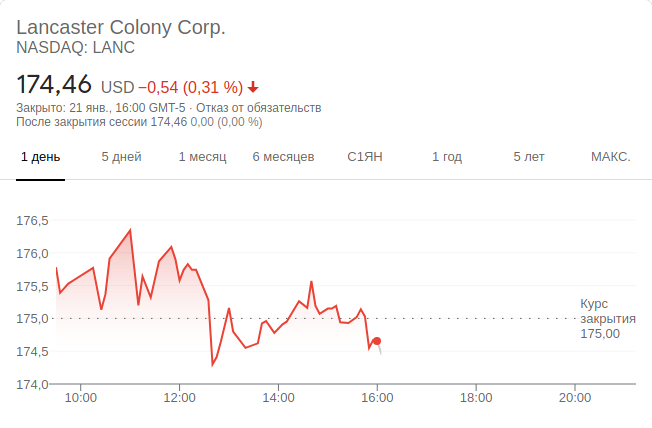 Lancaster Colony Corp.
NASDAQ: LANC
174,46 USD −0,54 (0,31 %)
Закрыто: 21 янв., 16:00 GMT-5 · Отказ от обязательств
После закрытия сессии 174,46 0,00 (0,00 %)
1 день 5 дней 1 месяц 6 месяцев С1ЯН 1 год 5 лет МАКС.
176,5
176,0
175,5
175,0
174,5
174,0
Курс
закрытия
175,00
10:00 12:00 14:00 16:00 18:00 20:00